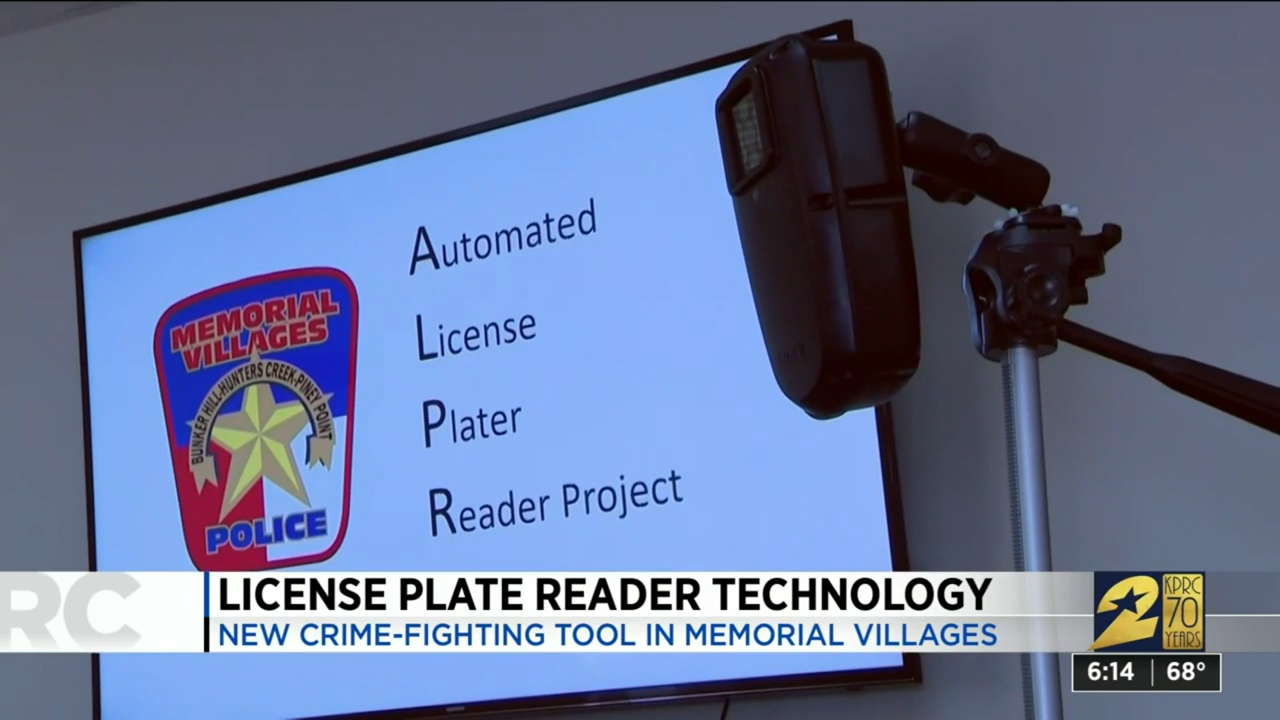 Automated
License
Plater
Reader Project
MEMORIAL
VILLAGES
BUNKER HILL-HUNTERS CREEK-PINEY POINT
POLICE
RC
LICENSE PLATE READER TECHNOLOGY
NEW CRIME-FIGHTING TOOL IN MEMORIAL VILLAGES
2
KPRC
70
YEARS
6:14 68°